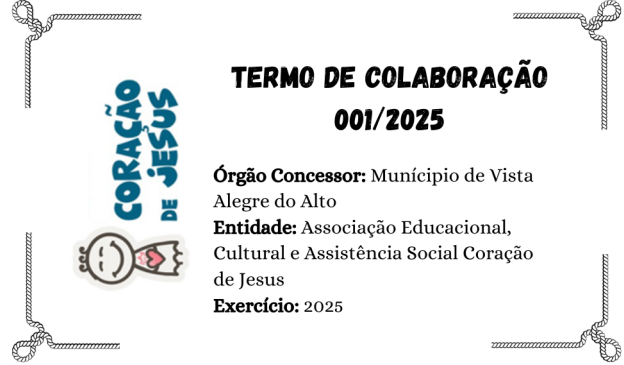 CORAÇÃO
DE JESUS
TERMO DE COLABORAÇÃO
001/2025
Órgão Concessor: Munícipio de Vista
Alegre do Alto
Entidade: Associação Educacional,
Cultural e Assistência Social Coração
de Jesus
Exercício: 2025